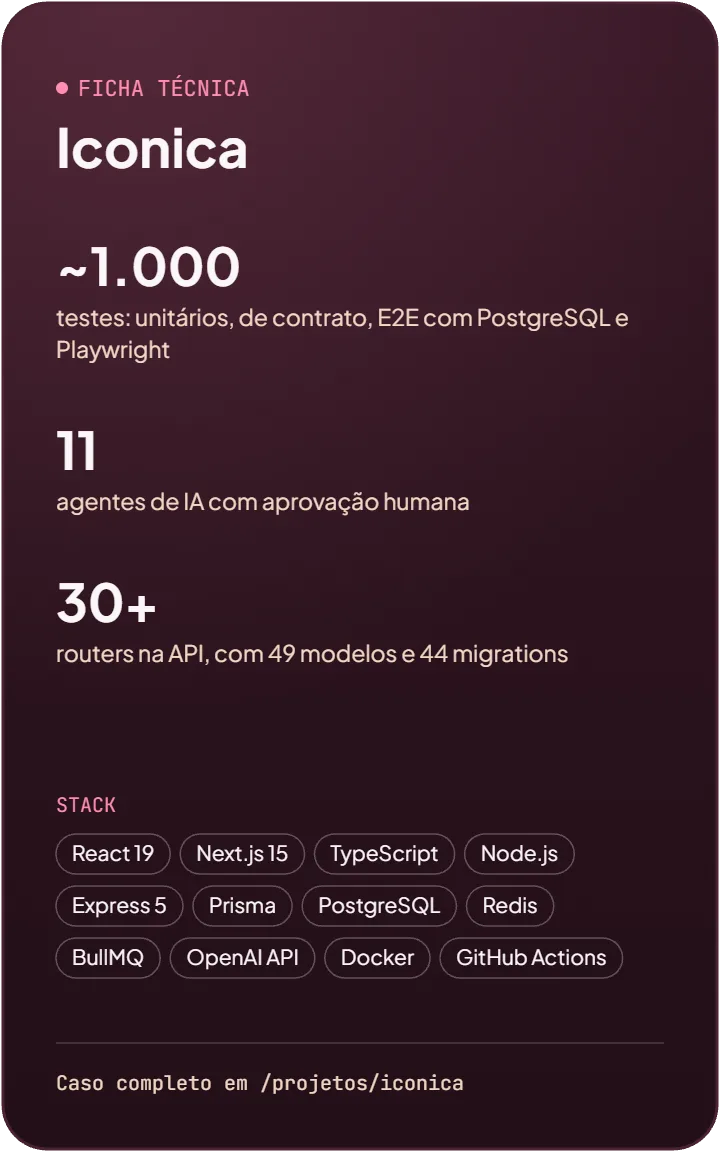 FICHA TÉCNICA
Iconica
~1.000
testes: unitários, de contrato, E2E com PostgreSQL e
Playwright
11
agentes de IA com aprovação humana
30+
routers na API, com 49 modelos e 44 migrations
STACK
React 19 Next.js 15 TypeScript Node.js
Express 5 Prisma PostgreSQL Redis
BullMQ OpenAI API Docker GitHub Actions
Caso completo em /projetos/iconica